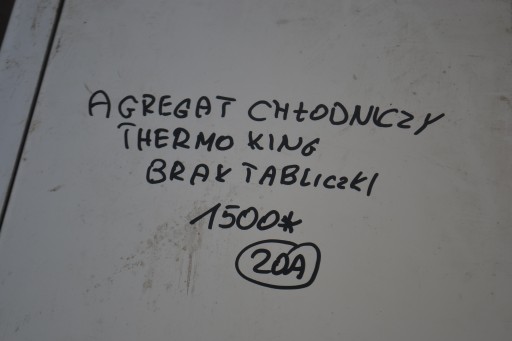 AGREGAT CHŁODNICZY
THERMO KING
BRAK TABLICZKI
1500*
20A